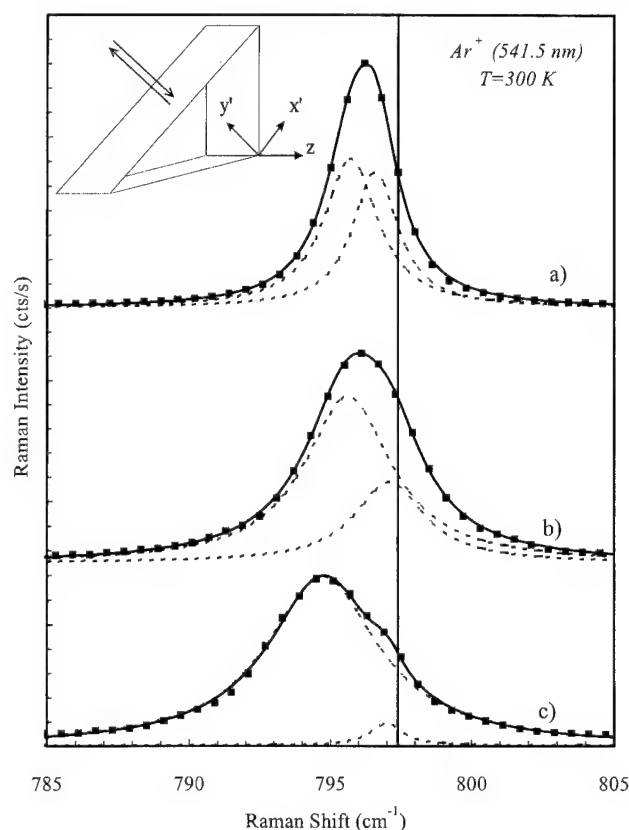 Ar+ (541.5 nm)
T=300 K
y'
x'
z
a)
b)
c)
Raman Intensity (cts/s)
785
790
795
800
805
Raman Shift (cm-1)